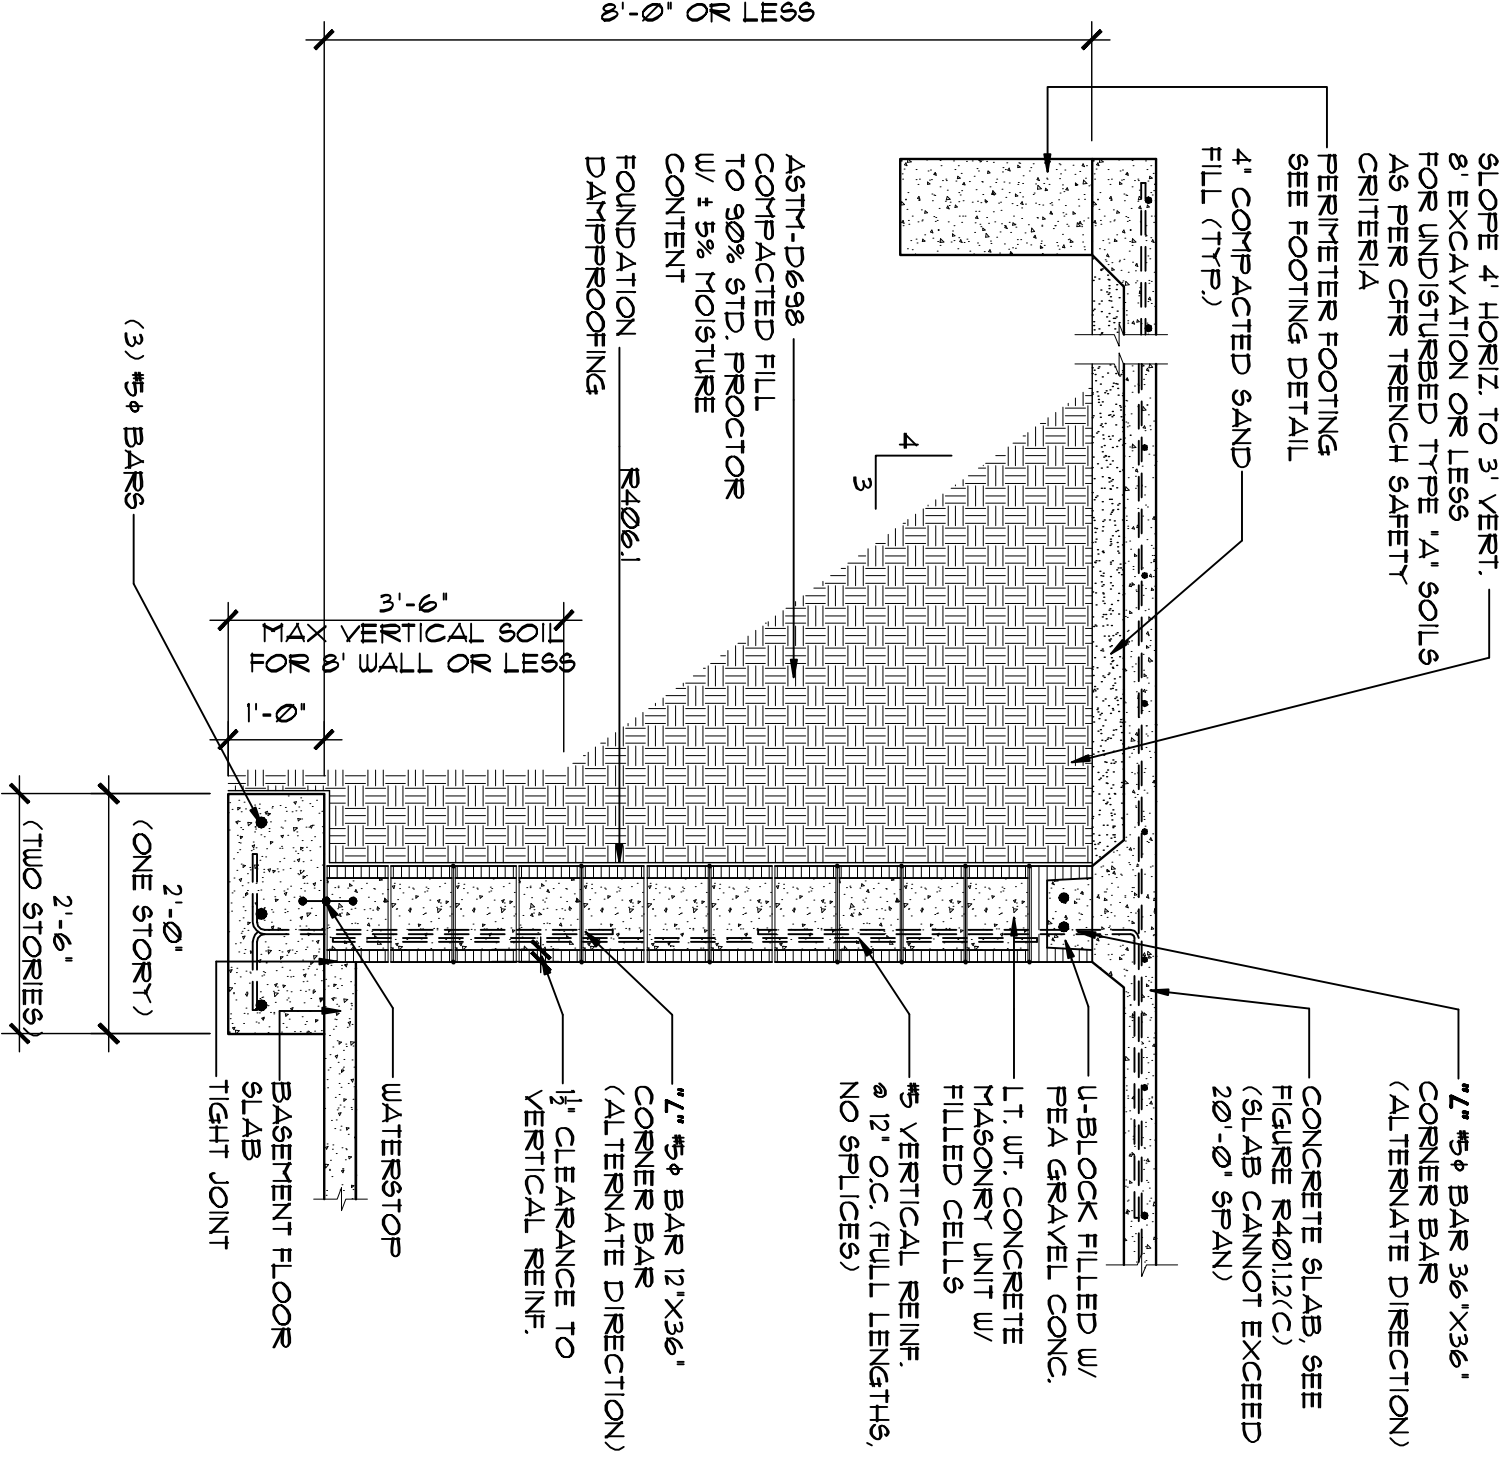 8'-0" OR LESS
SLOPE 4' HORIZ. TO 3' VERT.
8' EXCAVATION OR LESS
FOR UNDISTURBED TYPE "A" SOILS
AS PER CFR TRENCH SAFETY
CRITERIA
PERIMETER FOOTING
SEE FOOTING DETAIL
4" COMPACTED SAND
FILL (TYP.)
4
3
ASTM-D698
COMPACTED FILL
TO 90% STD. PROCTOR
W/ ± 5% MOISTURE
CONTENT
FOUNDATION
DAMPPROOFING
R406.1
(3) #5φ BARS
3'-6"
MAX VERTICAL SOIL
FOR 8' WALL OR LESS
1'-0"
2'-0"
(ONE STORY)
2'-6"
(TWO STORIES)
"L" #5φ BAR 36"X36"
CORNER BAR
(ALTERNATE DIRECTION)
CONCRETE SLAB, SEE
FIGURE R401.1.2(C)
(SLAB CANNOT EXCEED
20'-0" SPAN)
U-BLOCK FILLED W/
PEA GRAVEL CONC.
LT. WT. CONCRETE
MASONRY UNIT W/
FILLED CELLS
#5 VERTICAL REINF.
@ 12" O.C. (FULL LENGTHS,
NO SPLICES)
"L" #5φ BAR 12"X36"
CORNER BAR
(ALTERNATE DIRECTION)
1½" CLEARANCE TO
VERTICAL REINF.
WATERSTOP
BASEMENT FLOOR
SLAB
TIGHT JOINT